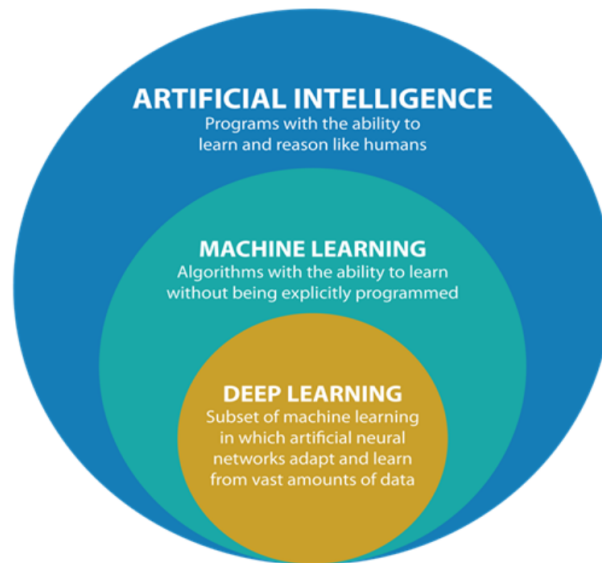 ARTIFICIAL INTELLIGENCE
Programs with the ability to
learn and reason like humans
MACHINE LEARNING
Algorithms with the ability to learn
without being explicitly programmed
DEEP LEARNING
Subset of machine learning
in which artificial neural
networks adapt and learn
from vast amounts of data